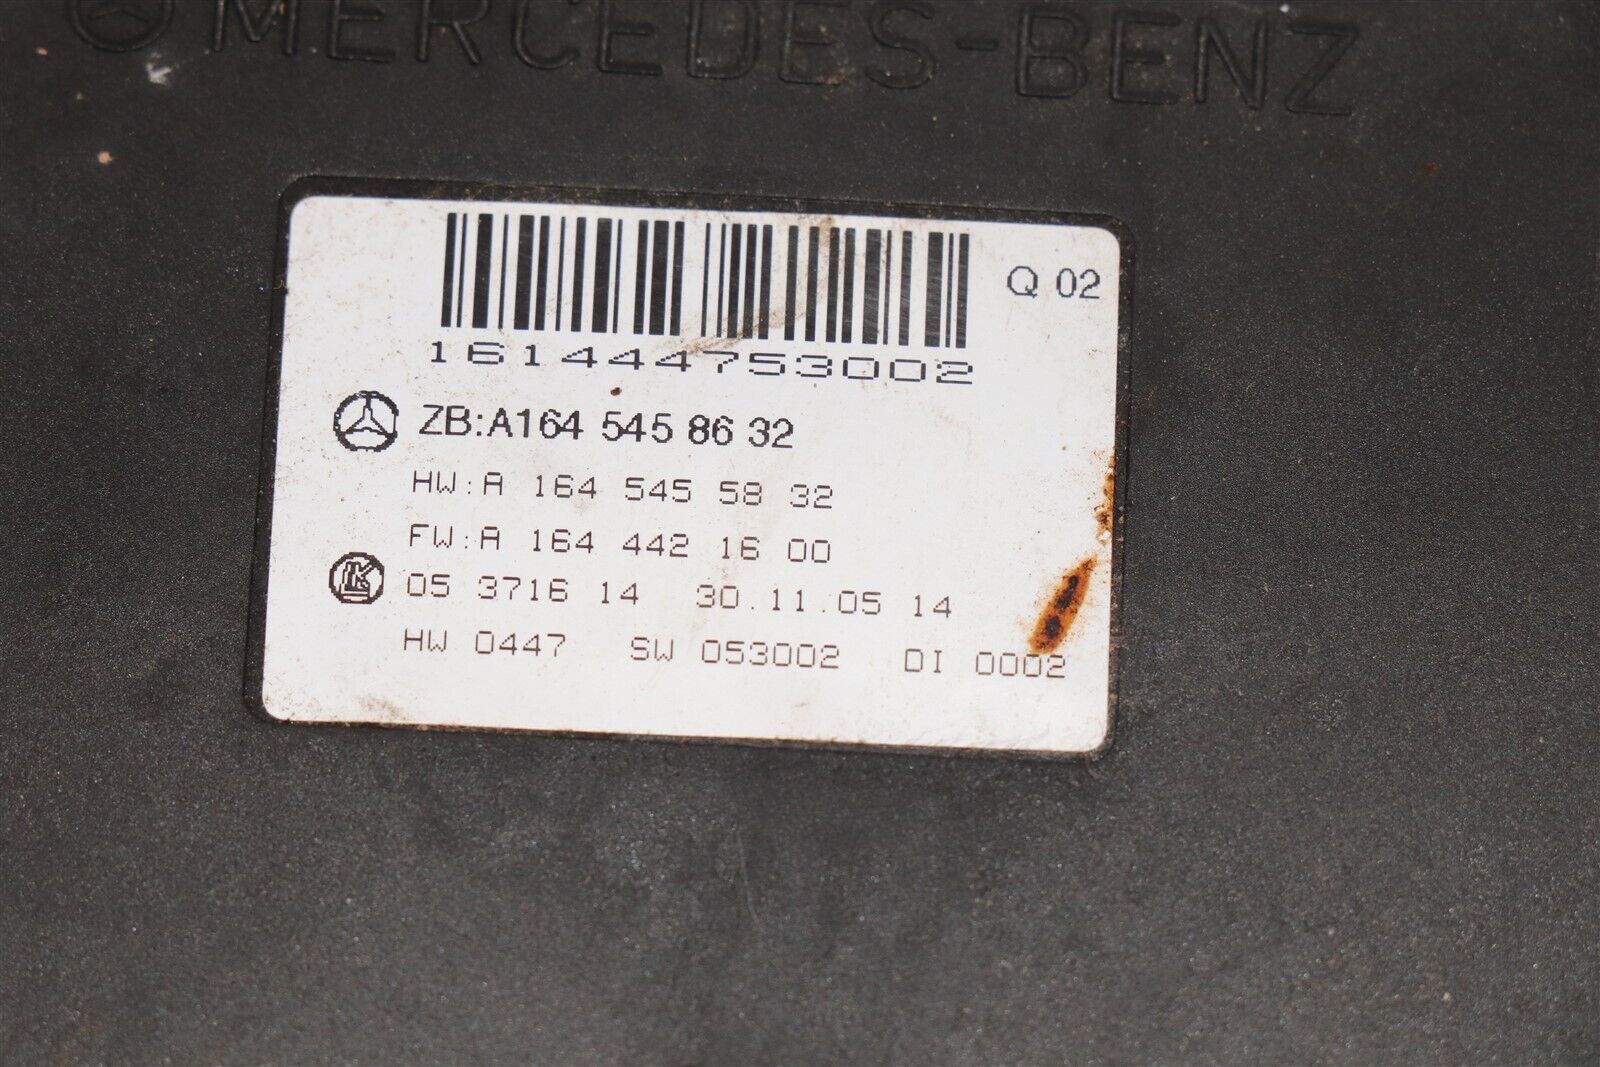 MERCEDES-BENZ
Q 02
161444753002
ZB:A164 545 86 32
HW:A 164 545 58 32
FW:A 164 442 16 00
05 3716 14 30.11.05 14
HW 0447 SW 053002 DI 0002